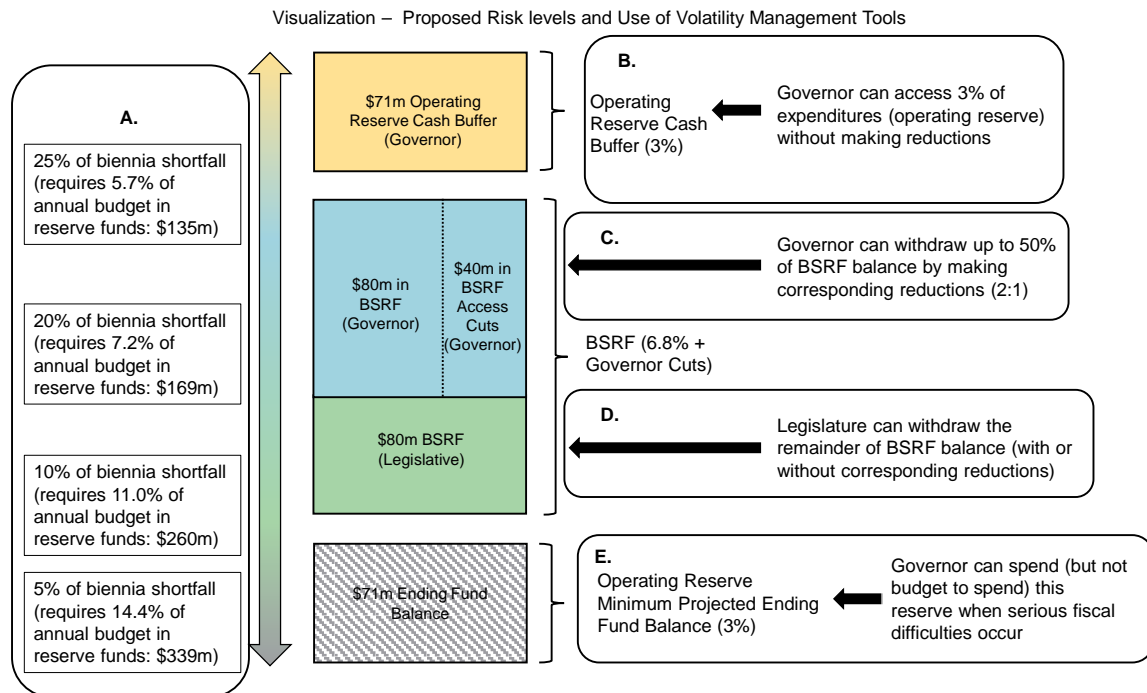 Visualization – Proposed Risk levels and Use of Volatility Management Tools
A.
25% of biennia shortfall
(requires 5.7% of
annual budget in
reserve funds: $135m)
20% of biennia shortfall
(requires 7.2% of
annual budget in
reserve funds: $169m)
10% of biennia shortfall
(requires 11.0% of
annual budget in
reserve funds: $260m)
5% of biennia shortfall
(requires 14.4% of
annual budget in
reserve funds: $339m)
$71m Operating
Reserve Cash Buffer
(Governor)
$80m in
BSRF
(Governor)
$40m in
BSRF
Access
Cuts
(Governor)
$80m BSRF
(Legislative)
$71m Ending Fund
Balance
B.
Operating
Reserve Cash
Buffer (3%)
Governor can access 3% of
expenditures (operating reserve)
without making reductions
C.
Governor can withdraw up to 50%
of BSRF balance by making
corresponding reductions (2:1)
BSRF (6.8% +
Governor Cuts)
D.
Legislature can withdraw the
remainder of BSRF balance (with or
without corresponding reductions)
E.
Operating Reserve
Minimum Projected Ending
Fund Balance (3%)
Governor can spend (but not
budget to spend) this
reserve when serious fiscal
difficulties occur